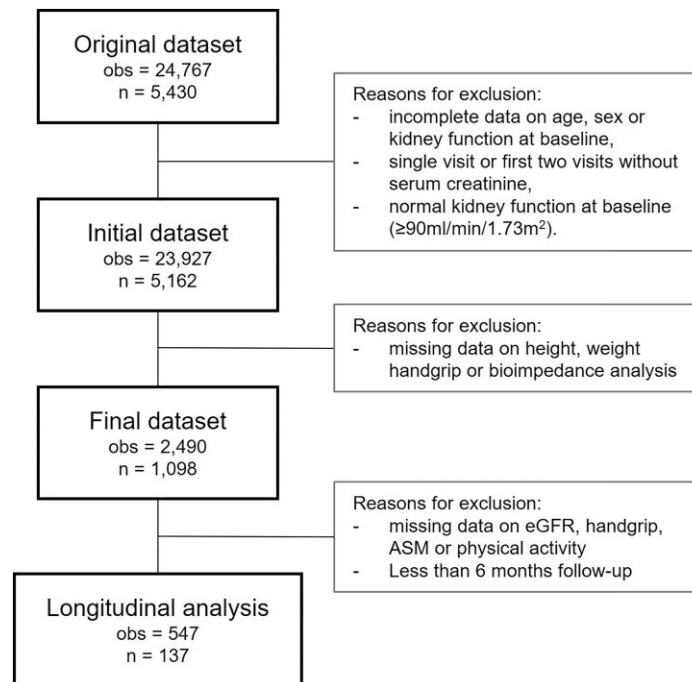 Original dataset
obs = 24,767
n = 5,430
Reasons for exclusion:
- incomplete data on age, sex or
kidney function at baseline,
- single visit or first two visits without
serum creatinine,
- normal kidney function at baseline
(≥90ml/min/1.73m²).
Initial dataset
obs = 23,927
n = 5,162
Reasons for exclusion:
- missing data on height, weight
handgrip or bioimpedance analysis
Final dataset
obs = 2,490
n = 1,098
Reasons for exclusion:
- missing data on eGFR, handgrip,
ASM or physical activity
- Less than 6 months follow-up
Longitudinal analysis
obs = 547
n = 137